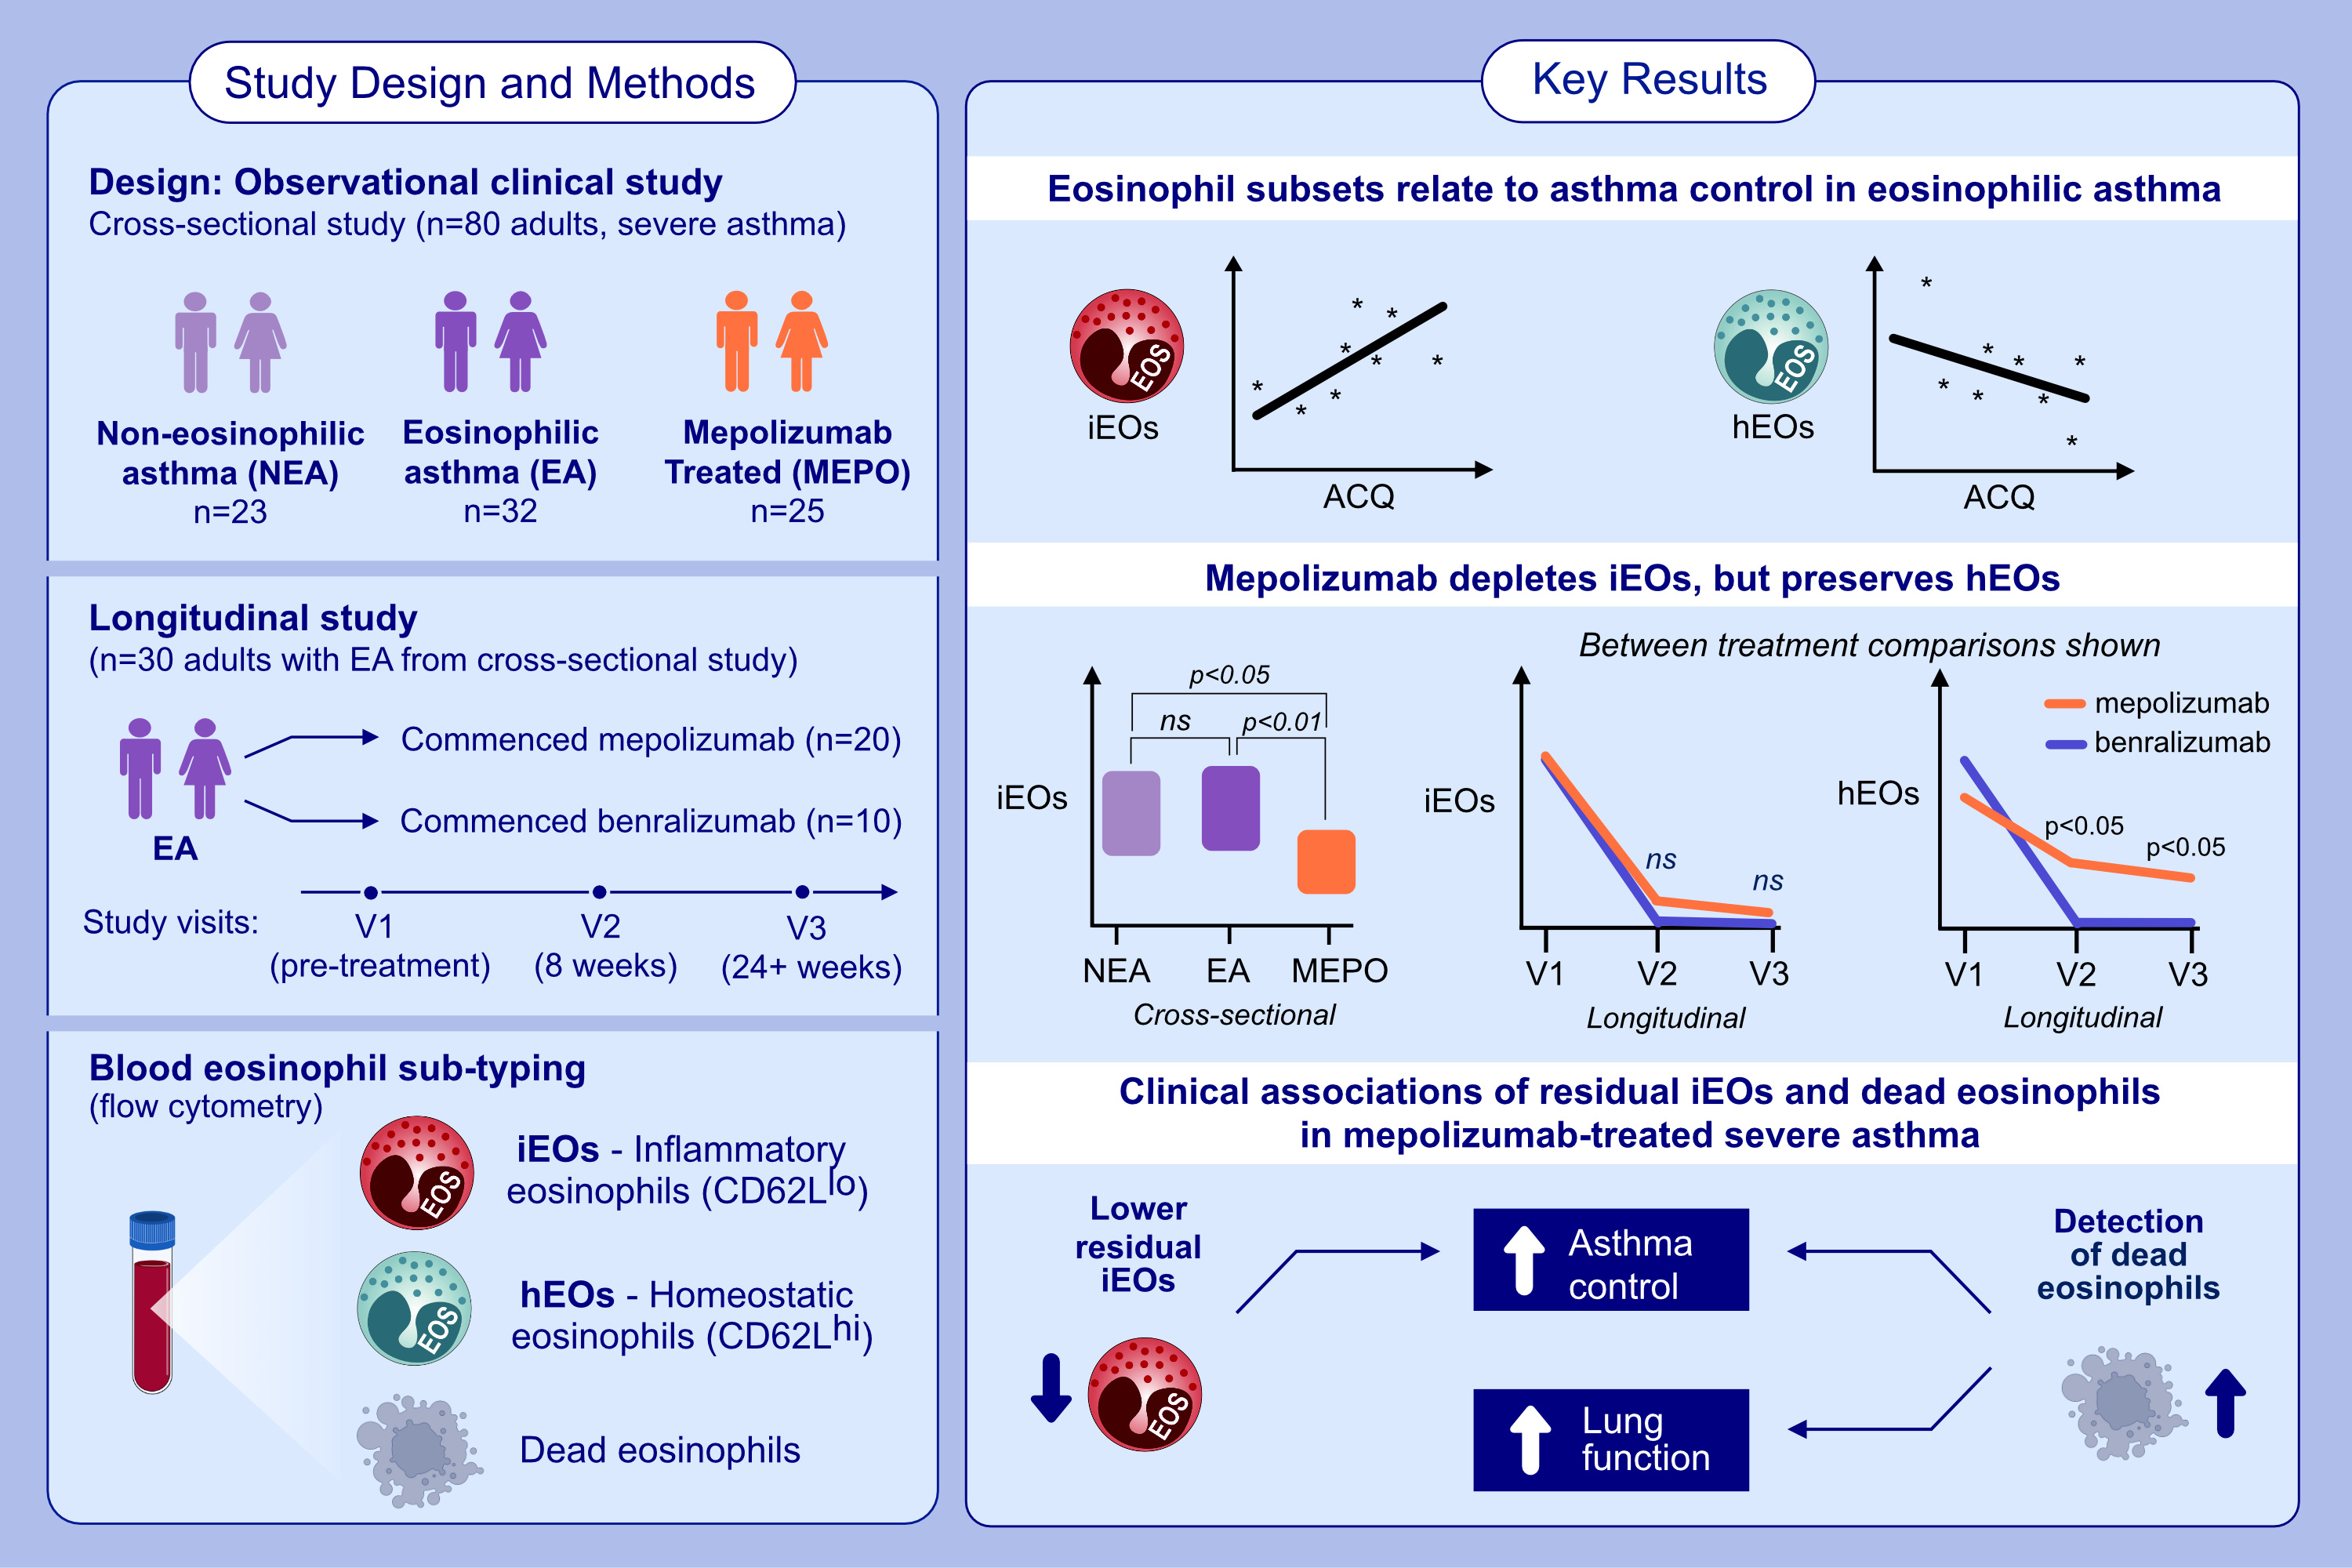 Study Design and Methods
Design: Observational clinical study
Cross-sectional study (n=80 adults, severe asthma)
Non-eosinophilic
asthma (NEA)
n=23
Eosinophilic
asthma (EA)
n=32
Mepolizumab
Treated (MEPO)
n=25
Longitudinal study
(n=30 adults with EA from cross-sectional study)
EA
Commenced mepolizumab (n=20)
Commenced benralizumab (n=10)
Study visits:
V1
(pre-treatment)
V2
(8 weeks)
V3
(24+ weeks)
Blood eosinophil sub-typing
(flow cytometry)
EOS
iEOs - Inflammatory
eosinophils (CD62Llo)
EOS
hEOs - Homeostatic
eosinophils (CD62Lhi)
Dead eosinophils
Key Results
Eosinophil subsets relate to asthma control in eosinophilic asthma
EOS
iEOs
* * * * * * * *
ACQ
EOS
hEOs
* * * * * * * * *
ACQ
Mepolizumab depletes iEOs, but preserves hEOs
Between treatment comparisons shown
iEOs
p<0.05
ns
p<0.01
NEA
EA
MEPO
Cross-sectional
iEOs
ns
ns
V1
V2
V3
Longitudinal
hEOs
mepolizumab
benralizumab
p<0.05
p<0.05
V1
V2
V3
Longitudinal
Clinical associations of residual iEOs and dead eosinophils
in mepolizumab-treated severe asthma
Lower
residual
iEOs
EOS
Asthma
control
Lung
function
Detection
of dead
eosinophils